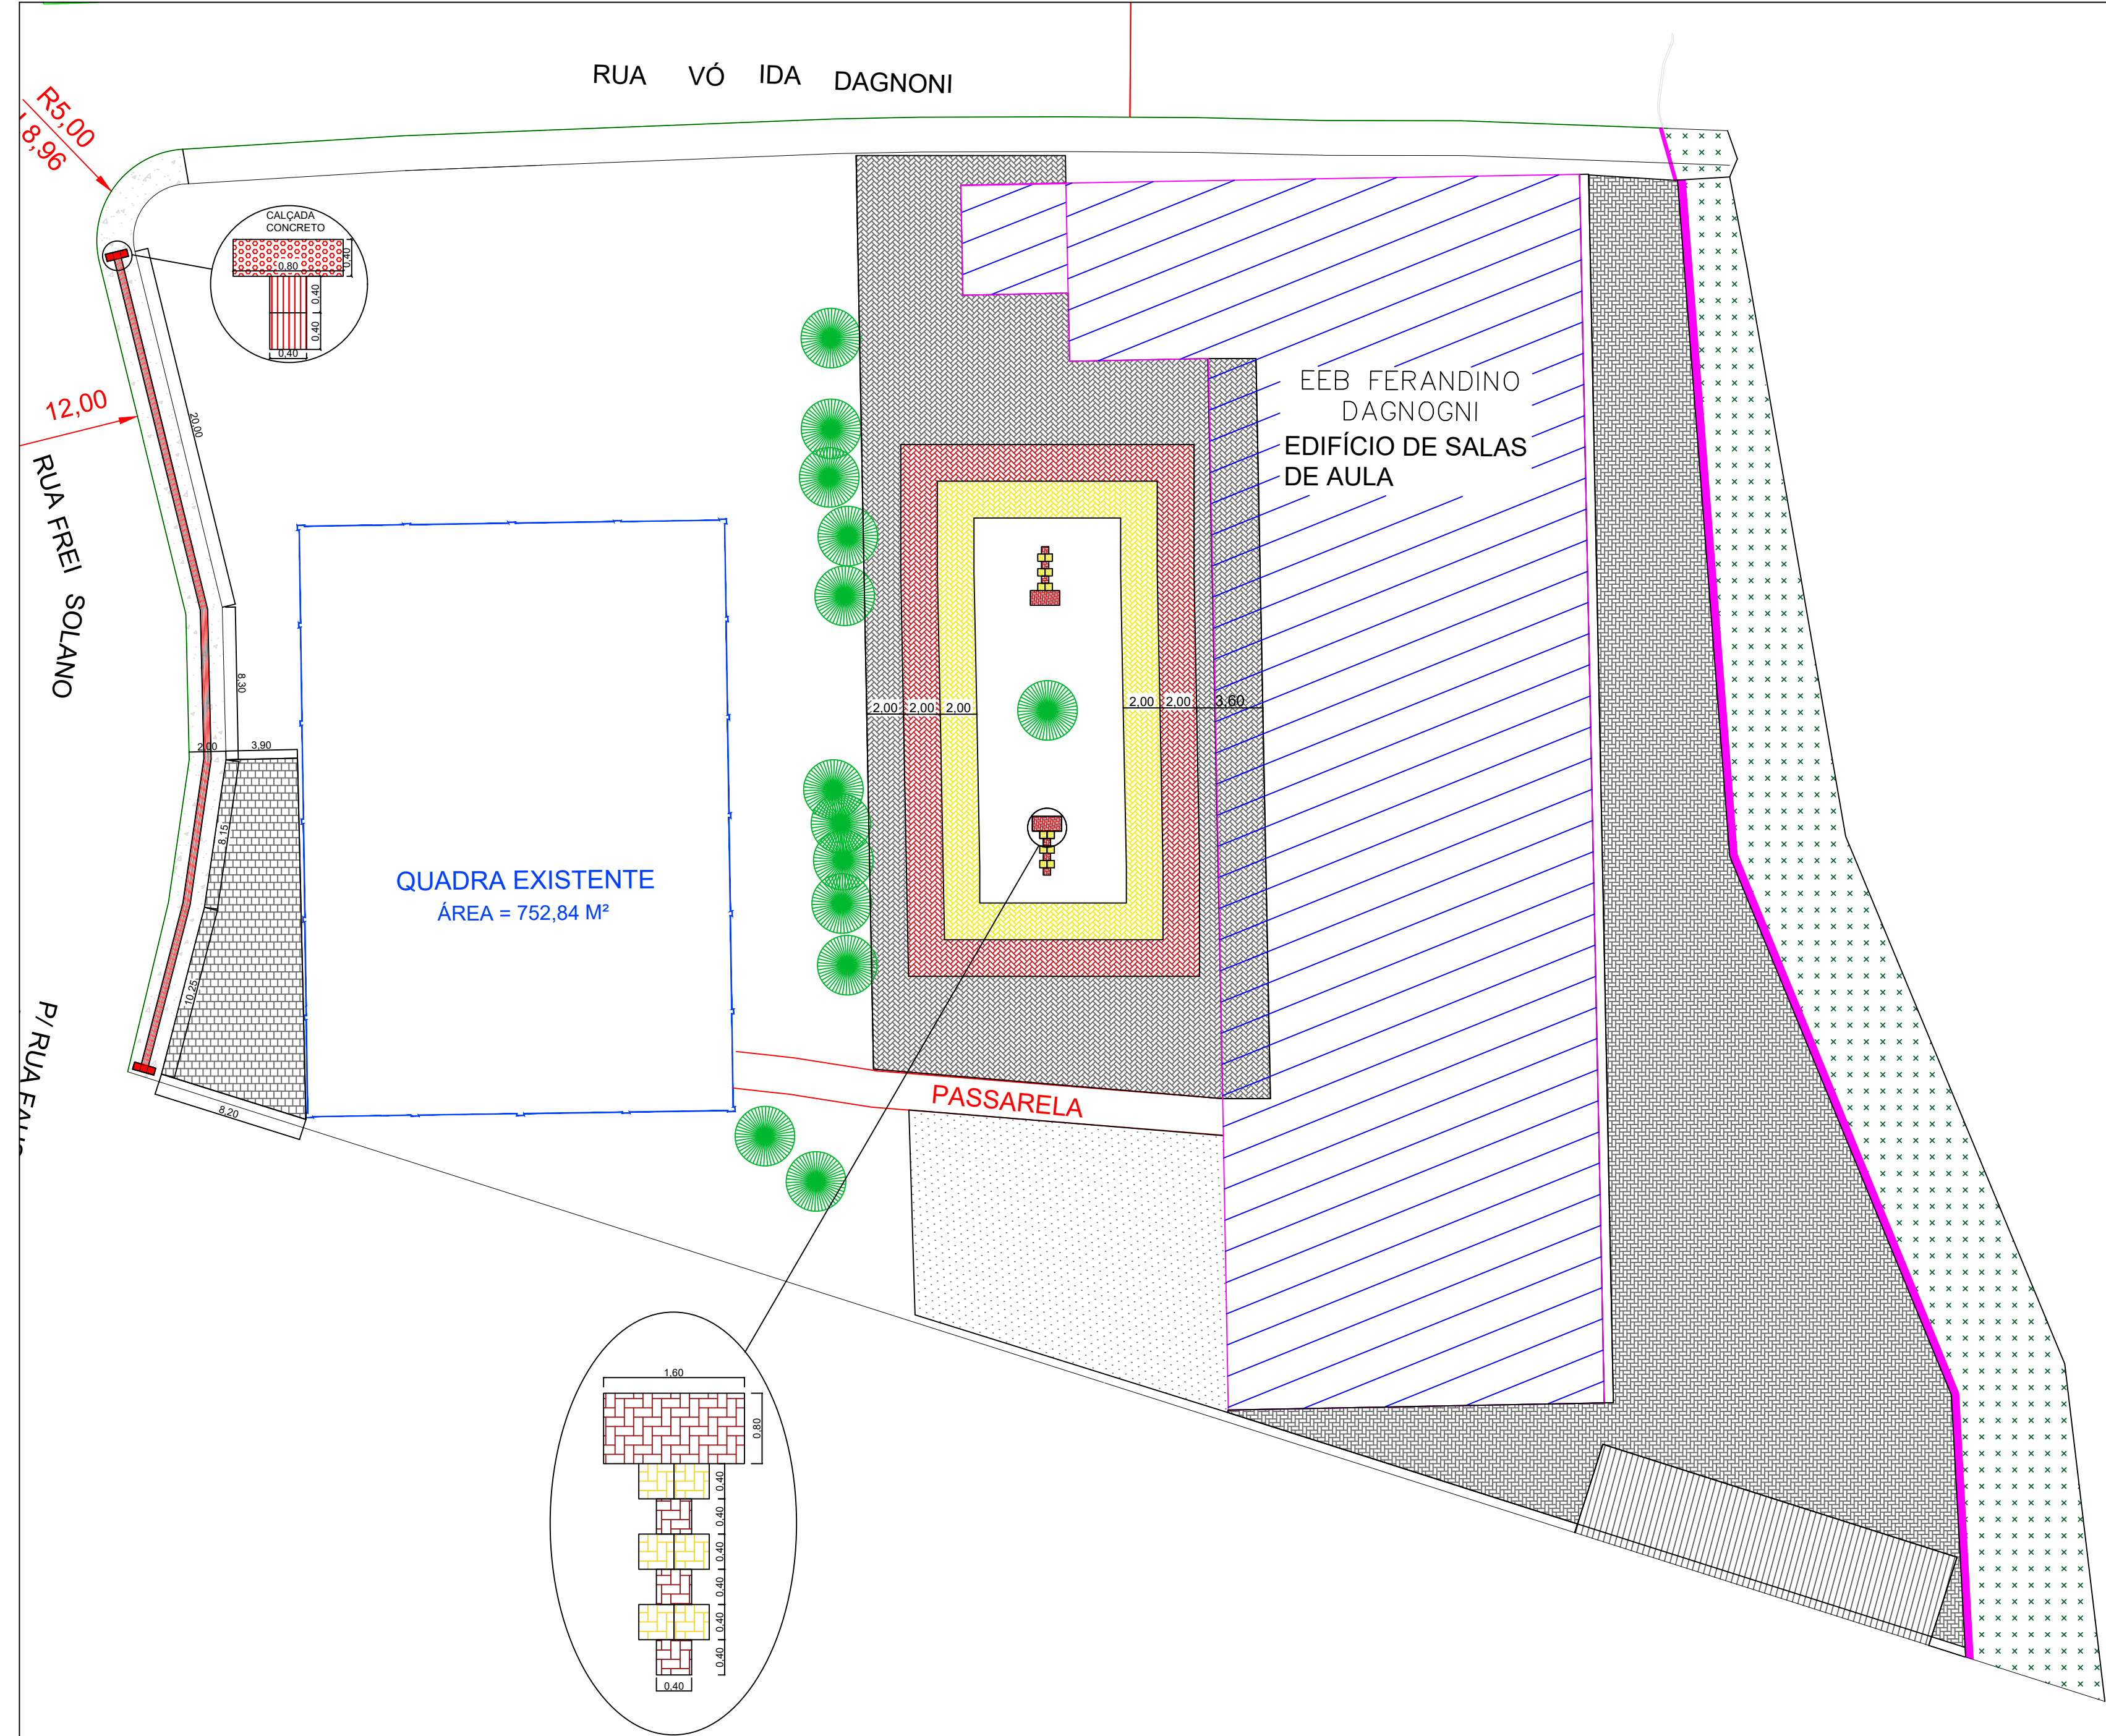 RUA VÓ IDA DAGNONI
R5,00
8,96
CALÇADA
CONCRETO
0,80
0,40
0,40
0,40
0,40
12,00
20,00
RUA FREI SOLANO
EEB FERANDINO
DAGNOGNI
EDIFÍCIO DE SALAS
DE AULA
8,30
2,00
3,90
2,00
2,00
2,00
2,00
2,00
3,60
8,15
QUADRA EXISTENTE
ÁREA = 752,84 M²
10,25
P/ RUA
8,20
PASSARELA
1,60
0,80
0,40
0,40
0,40
0,40
0,40
0,40
0,40